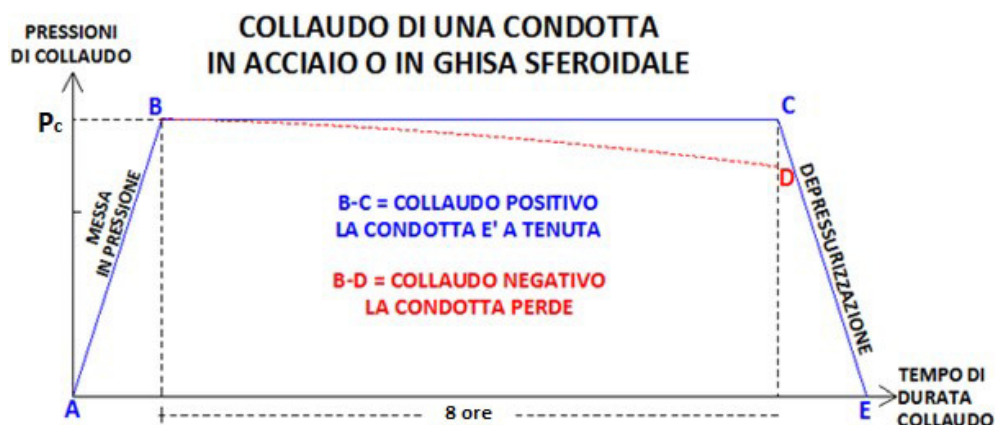 COLLAUDO DI UNA CONDOTTA
IN ACCIAIO O IN GHISA SFEROIDALE
PRESSIONI
DI COLLAUDO
B
C
Pc
D
MESSA
IN PRESSIONE
DEPRESSURIZZAZIONE
B-C = COLLAUDO POSITIVO
LA CONDOTTA E' A TENUTA
B-D = COLLAUDO NEGATIVO
LA CONDOTTA PERDE
A
8 ore
E
TEMPO DI
DURATA
COLLAUDO